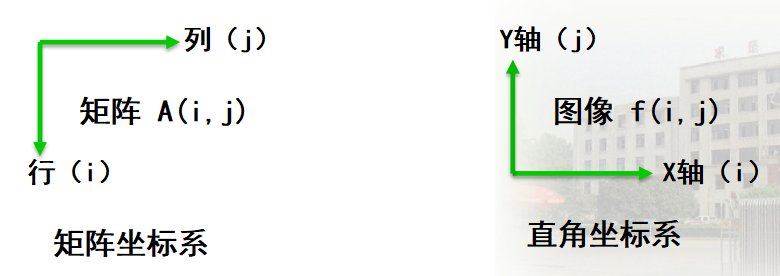 列（j）
矩阵 A(i,j)
行（i）
矩阵坐标系
Y轴（j）
图像 f(i,j)
X轴（i）
直角坐标系